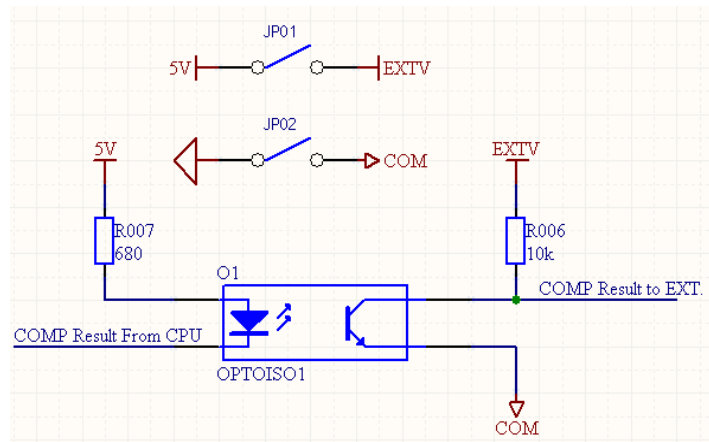 JP01
5V EXTV
JP02
COM
5V
EXTV
R007
680
R006
10k
O1
COMP Result to EXT.
COMP Result From CPU
OPTOISO1
COM